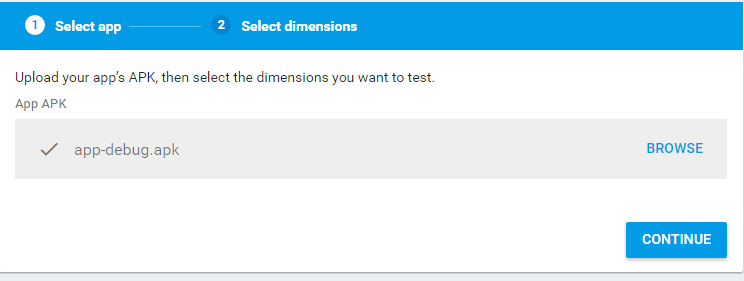 1 Select app 2 Select dimensions
Upload your app's APK, then select the dimensions you want to test.
App APK
app-debug.apk BROWSE
CONTINUE